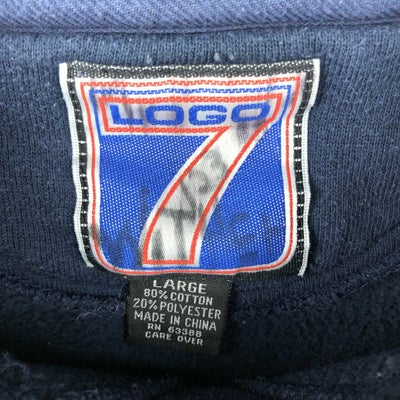 LOGO
7
LARGE
80% COTTON
20% POLYESTER
MADE IN CHINA
RN 63388
CARE OVER